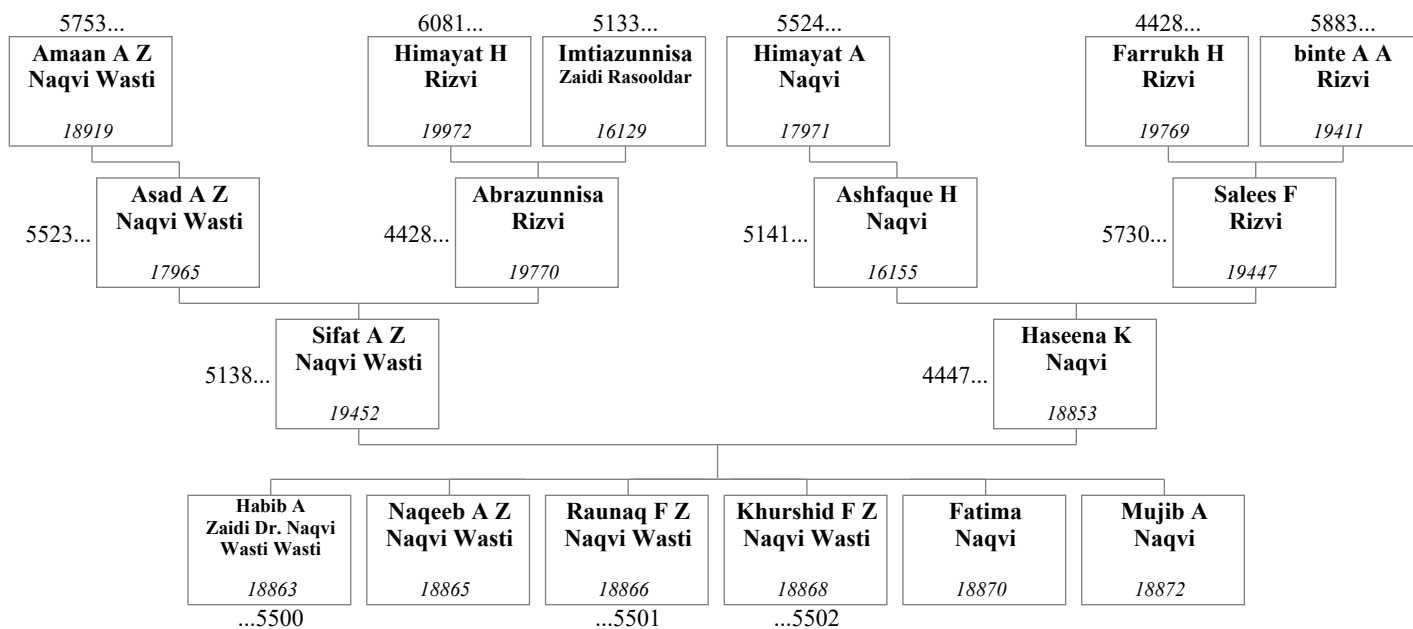 5753...
Amaan A Z
Naqvi Wasti
18919
6081...
Himayat H
Rizvi
19972
5133...
Imtiazunnisa
Zaidi Rasooldar
16129
5524...
Himayat A
Naqvi
17971
4428...
Farrukh H
Rizvi
19769
5883...
binte A A
Rizvi
19411
5523...
Asad A Z
Naqvi Wasti
17965
4428...
Abrazunnisa
Rizvi
19770
5141...
Ashfaque H
Naqvi
16155
5730...
Salees F
Rizvi
19447
5138...
Sifat A Z
Naqvi Wasti
19452
4447...
Haseena K
Naqvi
18853
Habib A
Zaidi Dr. Naqvi
Wasti Wasti
18863
...5500
Naqeeb A Z
Naqvi Wasti
18865
Raunaq F Z
Naqvi Wasti
18866
...5501
Khurshid F Z
Naqvi Wasti
18868
...5502
Fatima
Naqvi
18870
Mujib A
Naqvi
18872